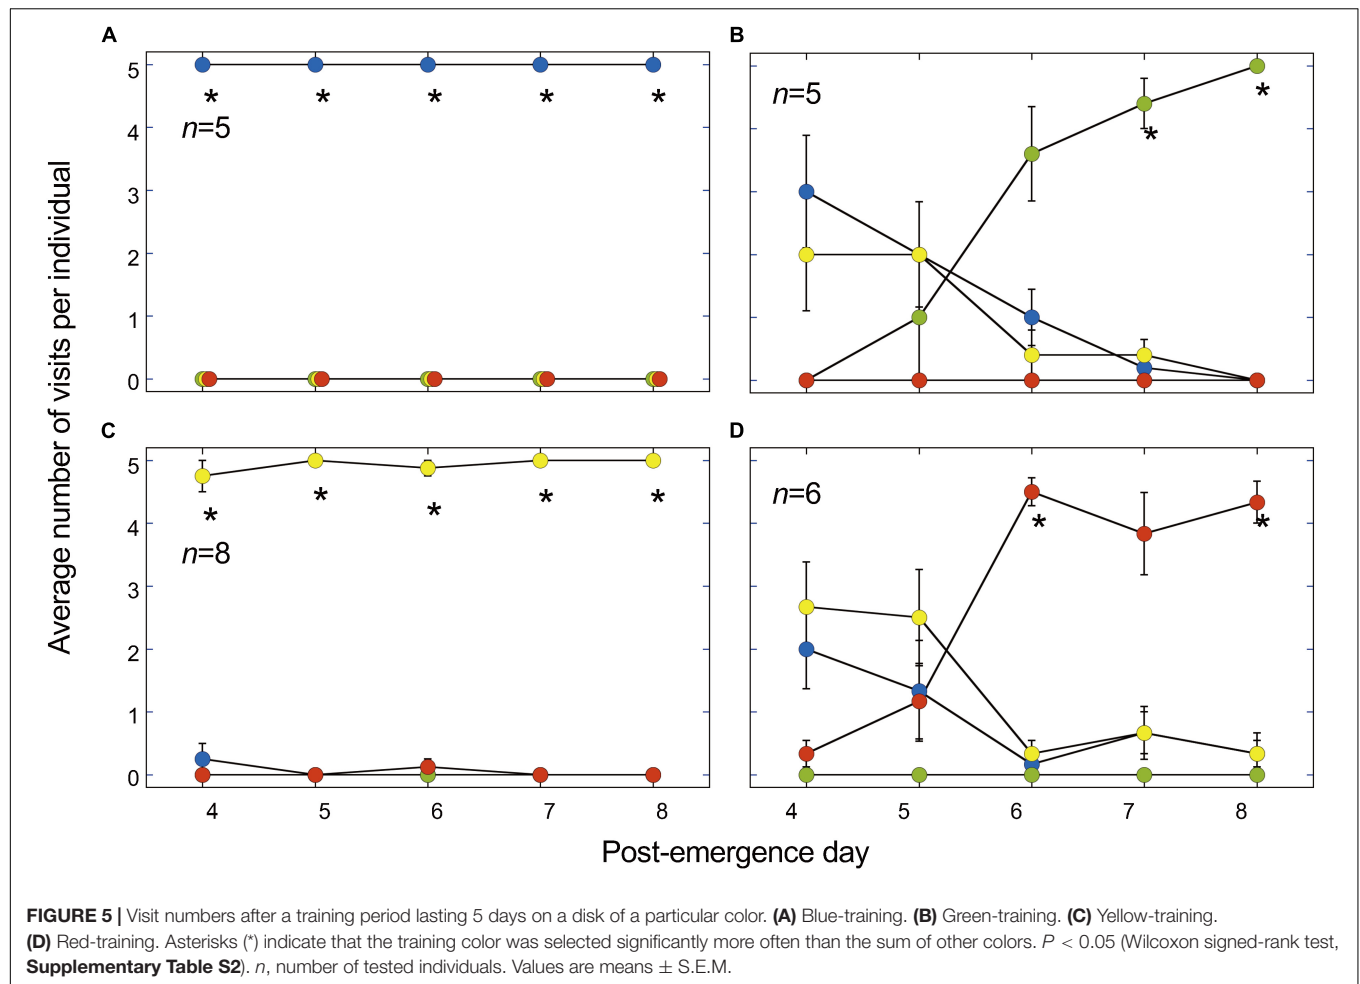 A
B
5
4
3
2
1
0
* * * * *
n=5
n=5
*
*
C
D
5
4
3
2
1
0
* * * * *
n=8
n=6
*
*
4 5 6 7 8
4 5 6 7 8
Average number of visits per individual
Post-emergence day
FIGURE 5 | Visit numbers after a training period lasting 5 days on a disk of a particular color. (A) Blue-training. (B) Green-training. (C) Yellow-training.
(D) Red-training. Asterisks (*) indicate that the training color was selected significantly more often than the sum of other colors. P < 0.05 (Wilcoxon signed-rank test,
Supplementary Table S2). n, number of tested individuals. Values are means ± S.E.M.